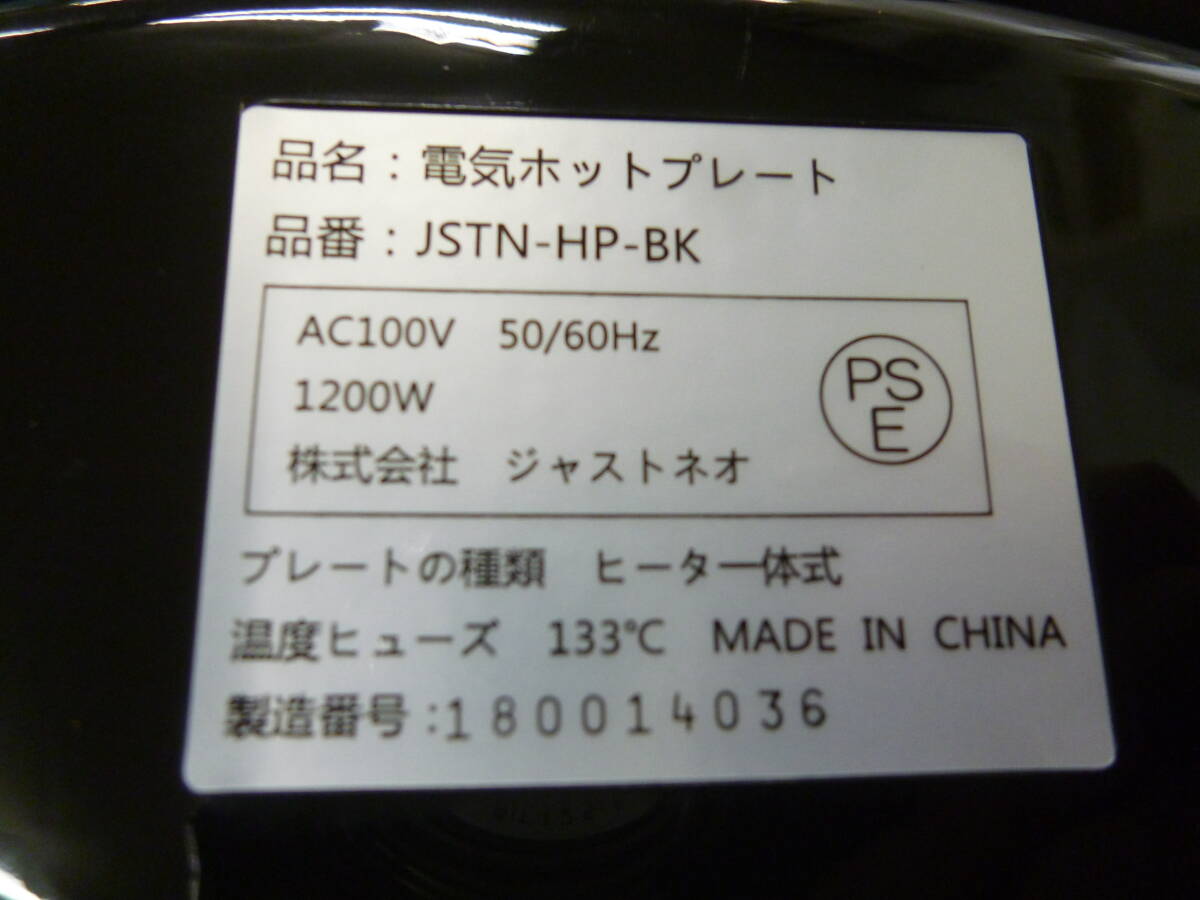 品名：電気ホットプレート
品番：JSTN-HP-BK
AC100V 50/60Hz
1200W
株式会社 ジャストネオ
PS
E
プレートの種類 ヒーター体式
温度ヒューズ 133℃ MADE IN CHINA
製造番号：180014036